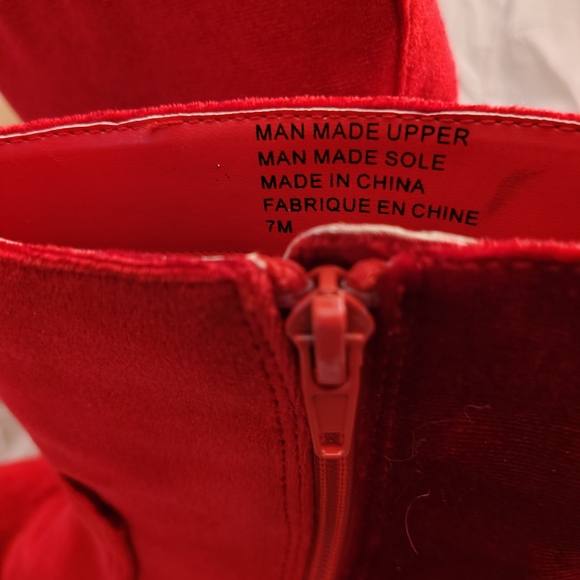 MAN MADE UPPER
MAN MADE SOLE
MADE IN CHINA
FABRIQUE EN CHINE
7M